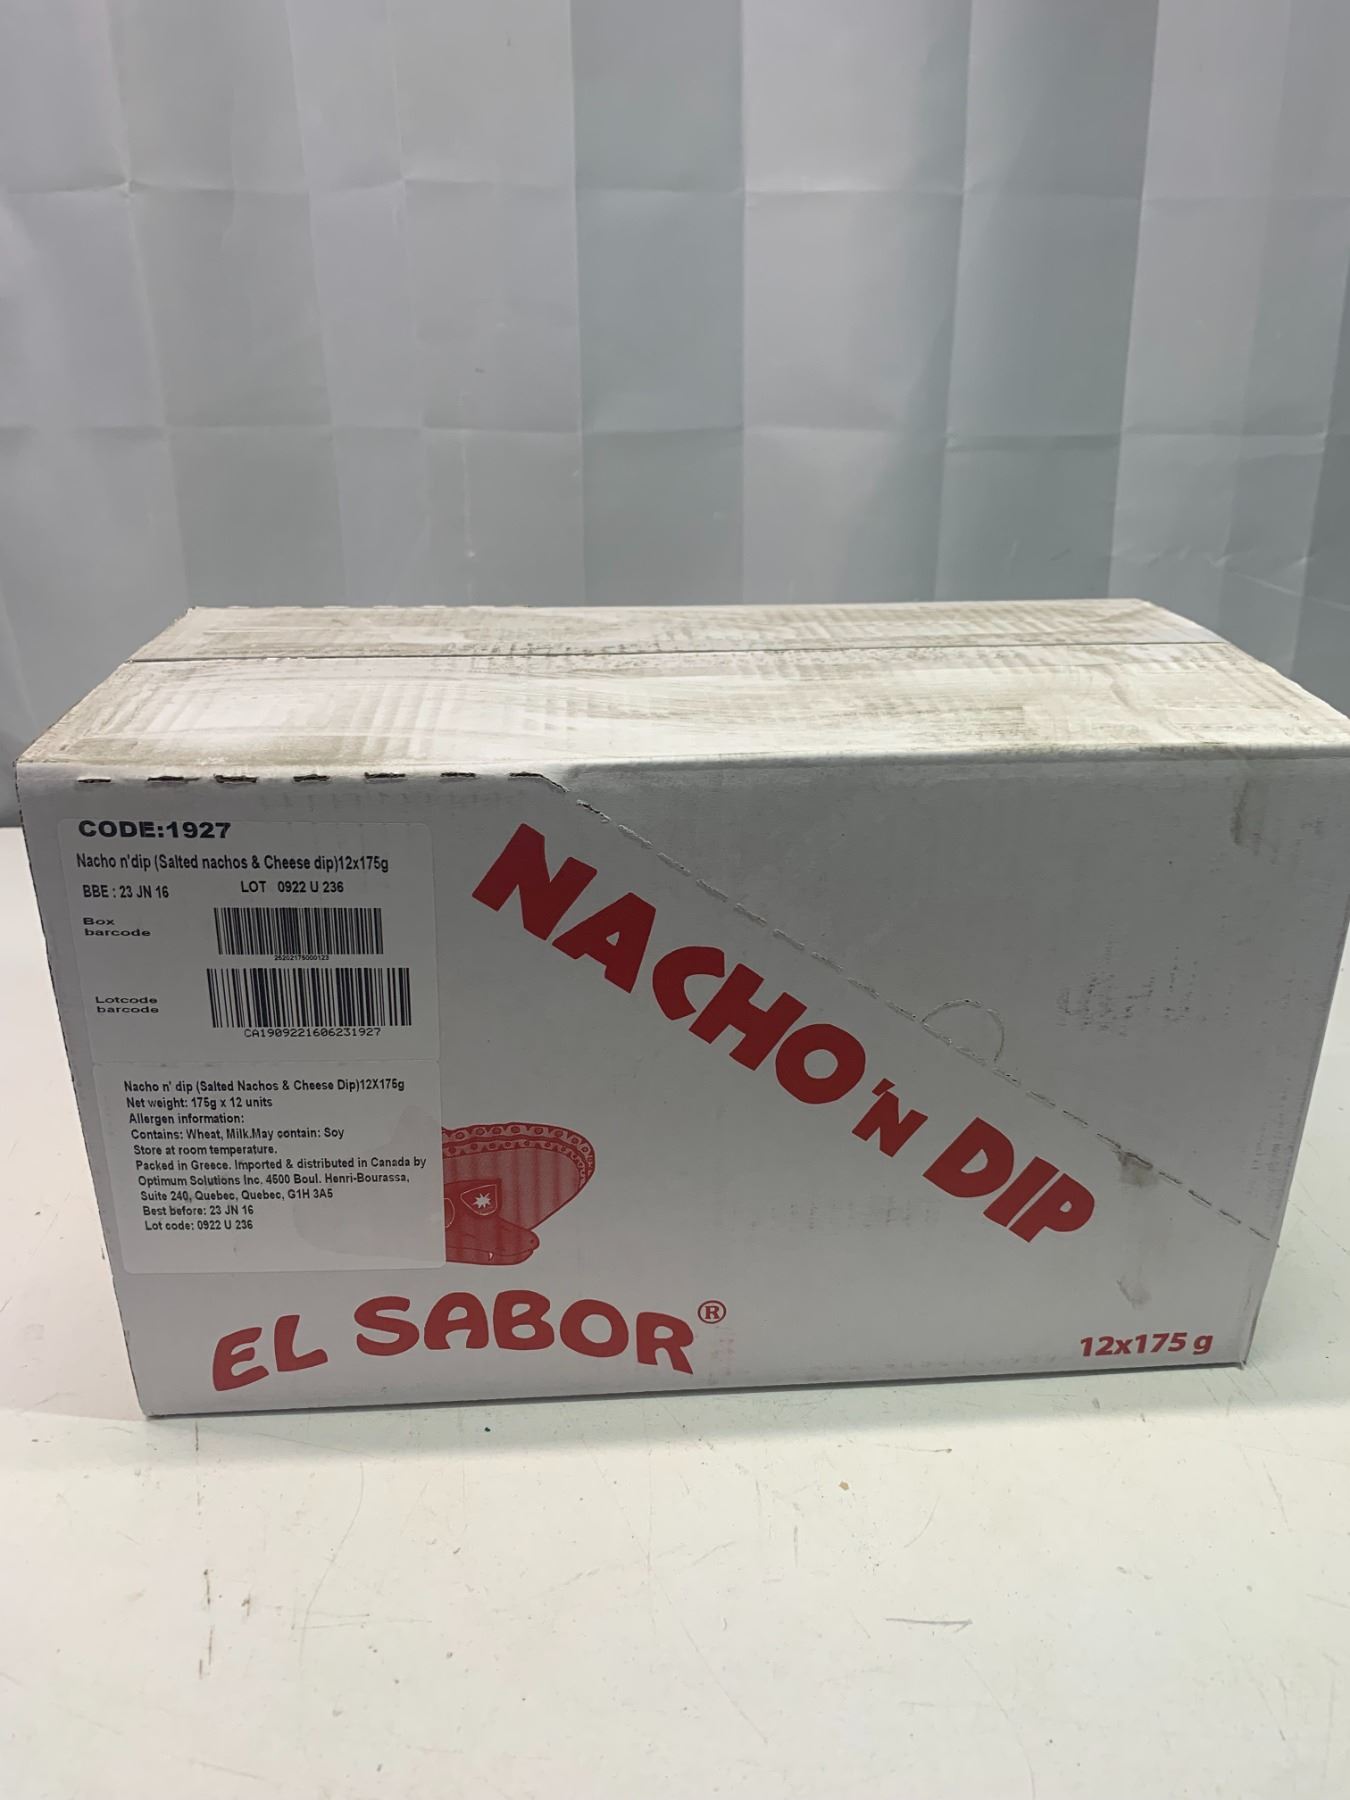 CODE:1927
Nacho n'dip (Salted nachos & Cheese dip)12x175g
BBE : 23 JN 16 LOT 0922 U 236
Box
barcode
25202175000123
Lotcode
barcode
CA1909221606231927
Nacho n' dip (Salted Nachos & Cheese Dip)12X175g
Net weight: 175g x 12 units
Allergen information:
Contains: Wheat, Milk.May contain: Soy
Store at room temperature.
Packed in Greece. Imported & distributed in Canada by
Optimum Solutions Inc. 4600 Boul. Henri-Bourassa,
Suite 240, Quebec, Quebec, G1H 3A5
Best before: 23 JN 16
Lot code: 0922 U 236
NACHO 'N DIP
EL SABOR®
12x175 g